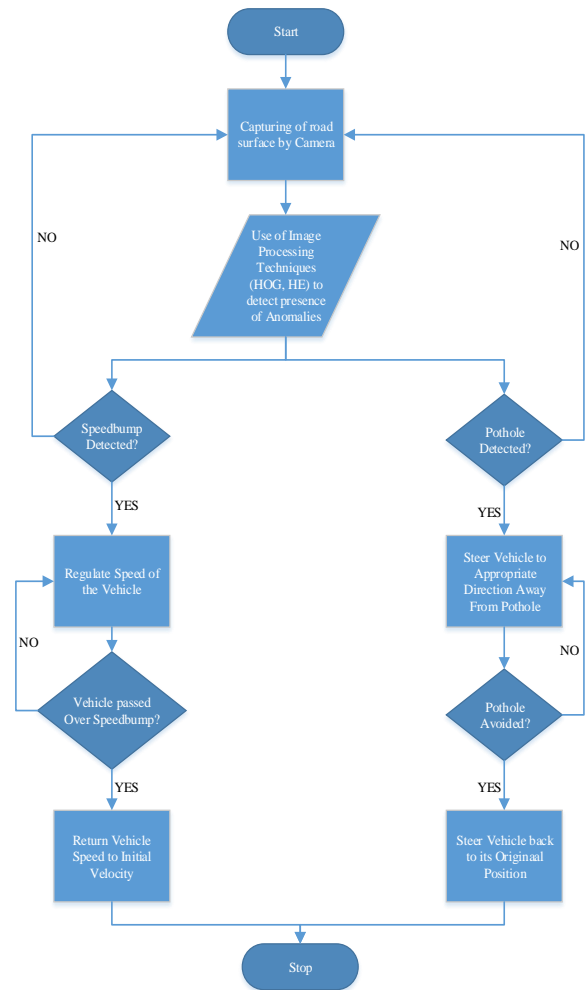 Start
Capturing of road
surface by Camera
NO
NO
Use of Image
Processing
Techniques
(HOG, HE) to
detect presence
of Anomalies
Speedbump
Detected?
Pothole
Detected?
YES
YES
Regulate Speed of
the Vehicle
Steer Vehicle to
Appropriate
Direction Away
From Pothole
NO
NO
Vehicle passed
Over Speedbump?
Pothole
Avoided?
YES
YES
Return Vehicle
Speed to Initial
Velocity
Steer Vehicle back
to its Originaal
Position
Stop